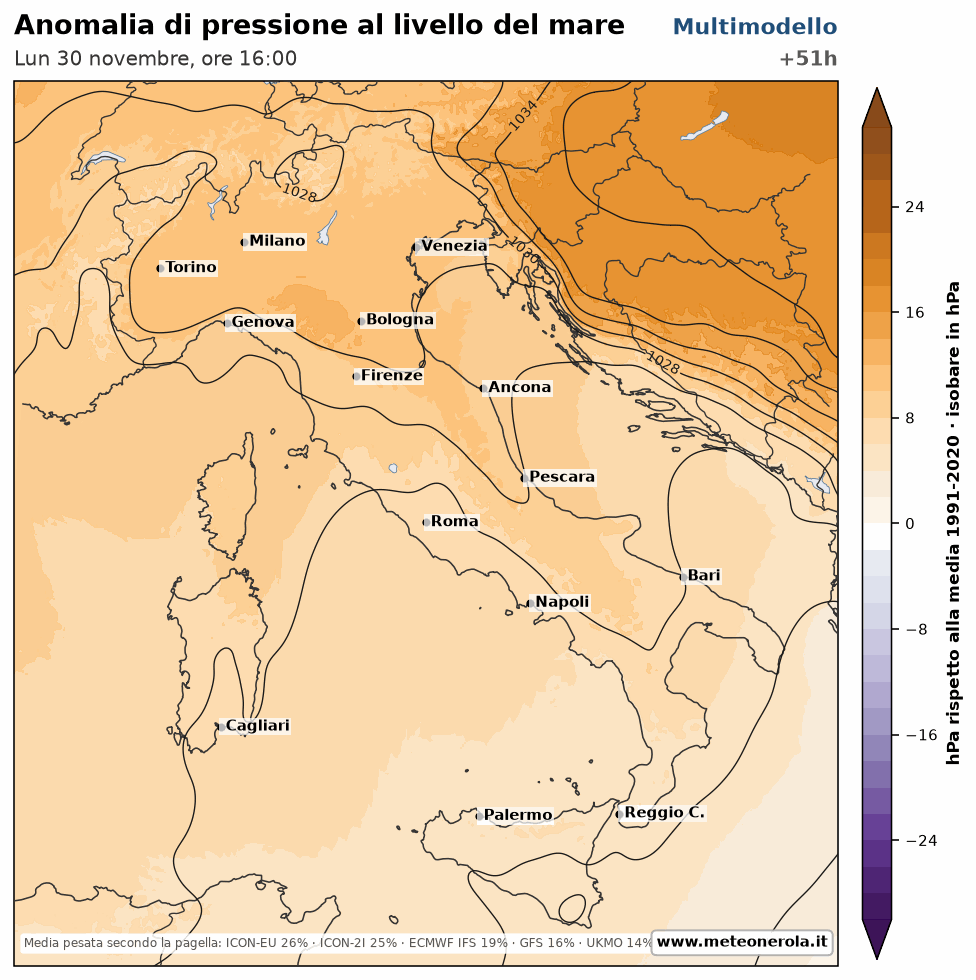 Anomalia di pressione al livello del mare
Multimodello
Lun 30 novembre, ore 16:00
+51h
1034
1028
Milano
Venezia
1030
Torino
Genova
Bologna
1028
Firenze
Ancona
Pescara
Roma
Bari
Napoli
Cagliari
Palermo
Reggio C.
24
16
8
0
−8
−16
−24
hPa rispetto alla media 1991-2020 · isobare in hPa
Media pesata secondo la pagella: ICON-EU 26% · ICON-2I 25% · ECMWF IFS 19% · GFS 16% · UKMO 14%
www.meteonerola.it